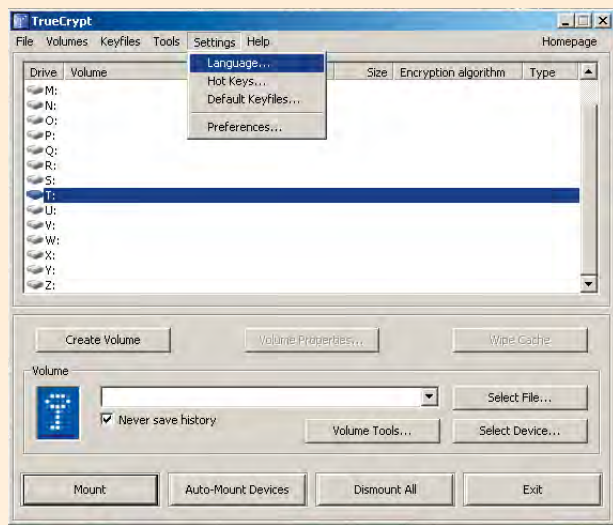 TrueCrypt
File Volumes Keyfiles Tools Settings Help Homepage
Language...
Hot Keys...
Default Keyfiles...
Preferences...
Drive Volume Size Encryption algorithm Type
M:
N:
O:
P:
Q:
R:
S:
T:
U:
V:
W:
X:
Y:
Z:
Create Volume Volume Properties... Wipe Cache
Volume
Select File...
Never save history
Volume Tools... Select Device...
Mount Auto-Mount Devices Dismount All Exit